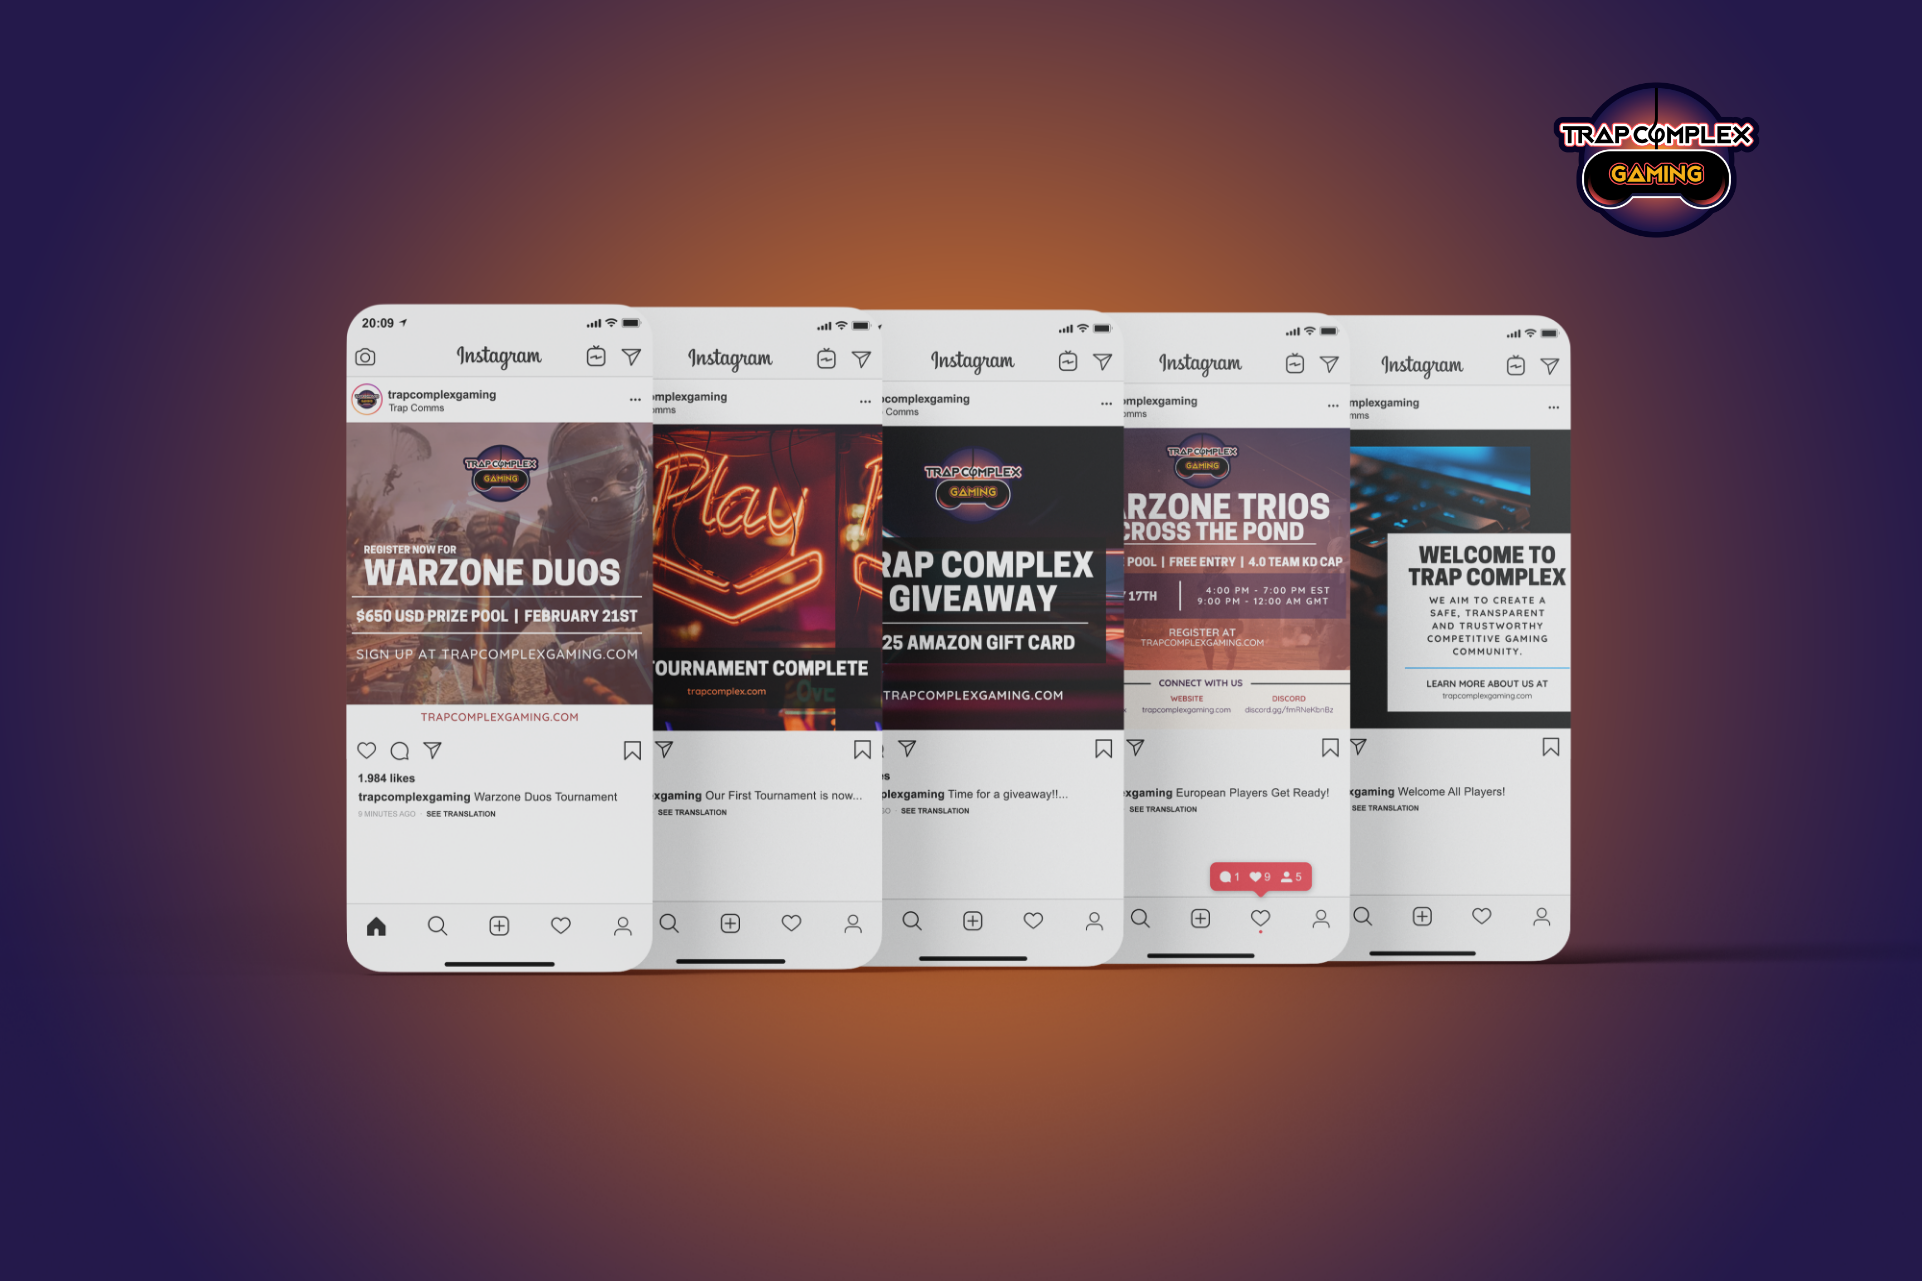 TRAP COMPLEX
GAMING
20:09
Instagram
trapcomplexgaming
Trap Comms
TRAP COMPLEX
GAMING
REGISTER NOW FOR
WARZONE DUOS
$650 USD PRIZE POOL | FEBRUARY 21ST
SIGN UP AT TRAPCOMPLEXGAMING.COM
TRAPCOMPLEXGAMING.COM
1.984 likes
trapcomplexgaming Warzone Duos Tournament
9 MINUTES AGO · SEE TRANSLATION
Instagram
omplexgaming
omms
Play
TOURNAMENT COMPLETE
trapcomplex.com
xgaming Our First Tournament is now...
SEE TRANSLATION
Instagram
complexgaming
Comms
TRAP COMPLEX
GAMING
RAP COMPLEX
GIVEAWAY
25 AMAZON GIFT CARD
TRAPCOMPLEXGAMING.COM
es
plexgaming Time for a giveaway!!...
GO · SEE TRANSLATION
Instagram
omplexgaming
omms
TRAP COMPLEX
GAMING
ARZONE TRIOS
CROSS THE POND
POOL | FREE ENTRY | 4.0 TEAM KD CAP
17TH
4:00 PM - 7:00 PM EST
9:00 PM - 12:00 AM GMT
REGISTER AT
TRAPCOMPLEXGAMING.COM
CONNECT WITH US
WEBSITE
trapcomplexgaming.com
DISCORD
discord.gg/fmRNeKbnBz
xgaming European Players Get Ready!
SEE TRANSLATION
1 9 5
Instagram
mplexgaming
mms
WELCOME TO
TRAP COMPLEX
WE AIM TO CREATE A
SAFE, TRANSPARENT
AND TRUSTWORTHY
COMPETITIVE GAMING
COMMUNITY.
LEARN MORE ABOUT US AT
trapcomplexgaming.com
xgaming Welcome All Players!
SEE TRANSLATION